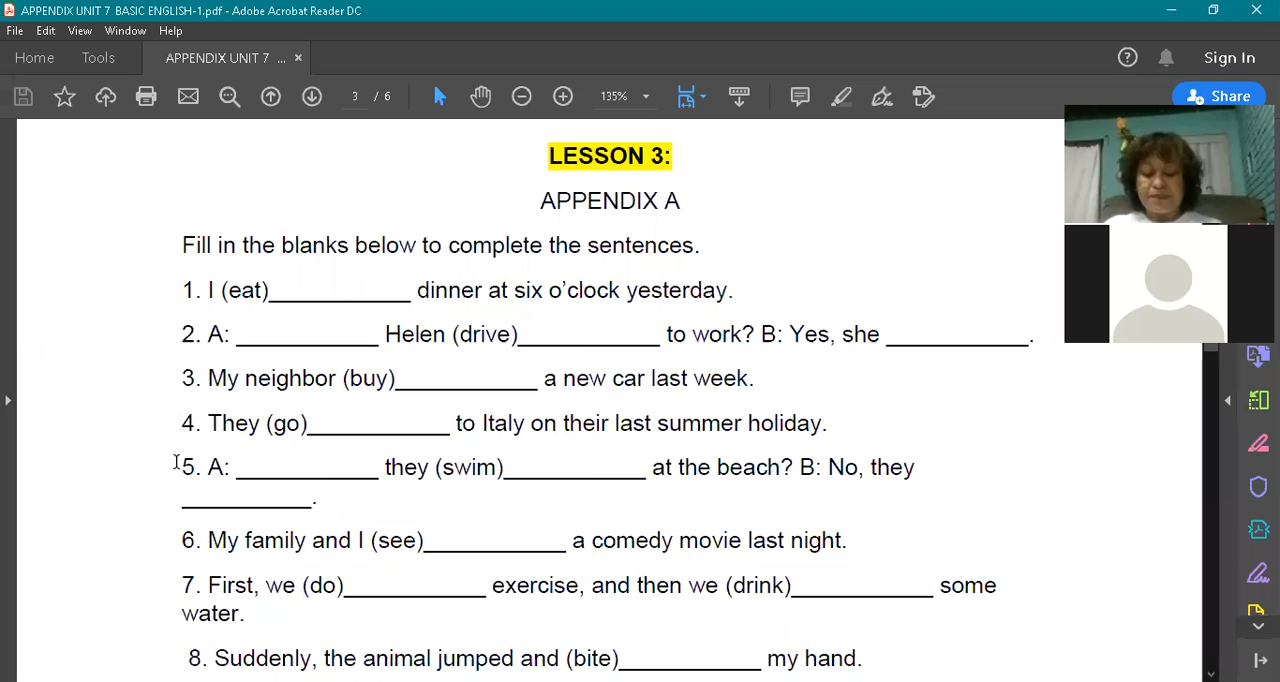 APPENDIX UNIT 7 BASIC ENGLISH-1.pdf - Adobe Acrobat Reader DC
File Edit View Window Help
Home Tools APPENDIX UNIT 7 ... × Sign In
3 / 6 135% Share
LESSON 3:
APPENDIX A
Fill in the blanks below to complete the sentences.
1. I (eat)____________ dinner at six o’clock yesterday.
2. A: ____________ Helen (drive)____________ to work? B: Yes, she ____________.
3. My neighbor (buy)____________ a new car last week.
4. They (go)____________ to Italy on their last summer holiday.
5. A: ____________ they (swim)____________ at the beach? B: No, they
___________.
6. My family and I (see)____________ a comedy movie last night.
7. First, we (do)____________ exercise, and then we (drink)____________ some
water.
8. Suddenly, the animal jumped and (bite)____________ my hand.